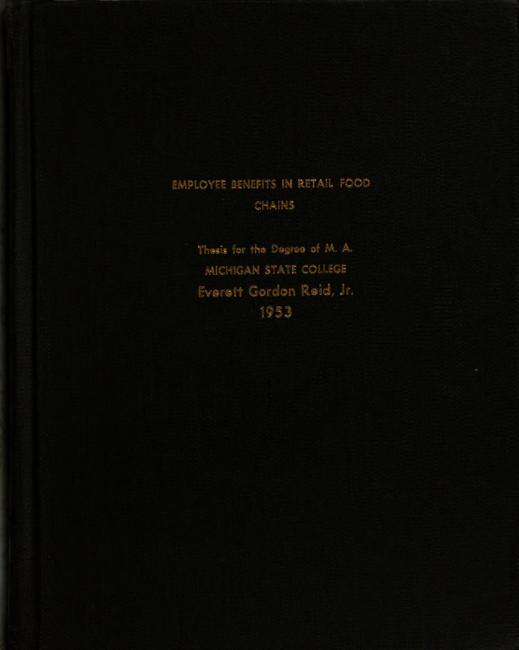 EMPLOYEE BENEFITS IN RETAIL FOOD
CHAINS
Thesis for the Degree of M. A.
MICHIGAN STATE COLLEGE
Everett Gordon Reid, Jr.
1953